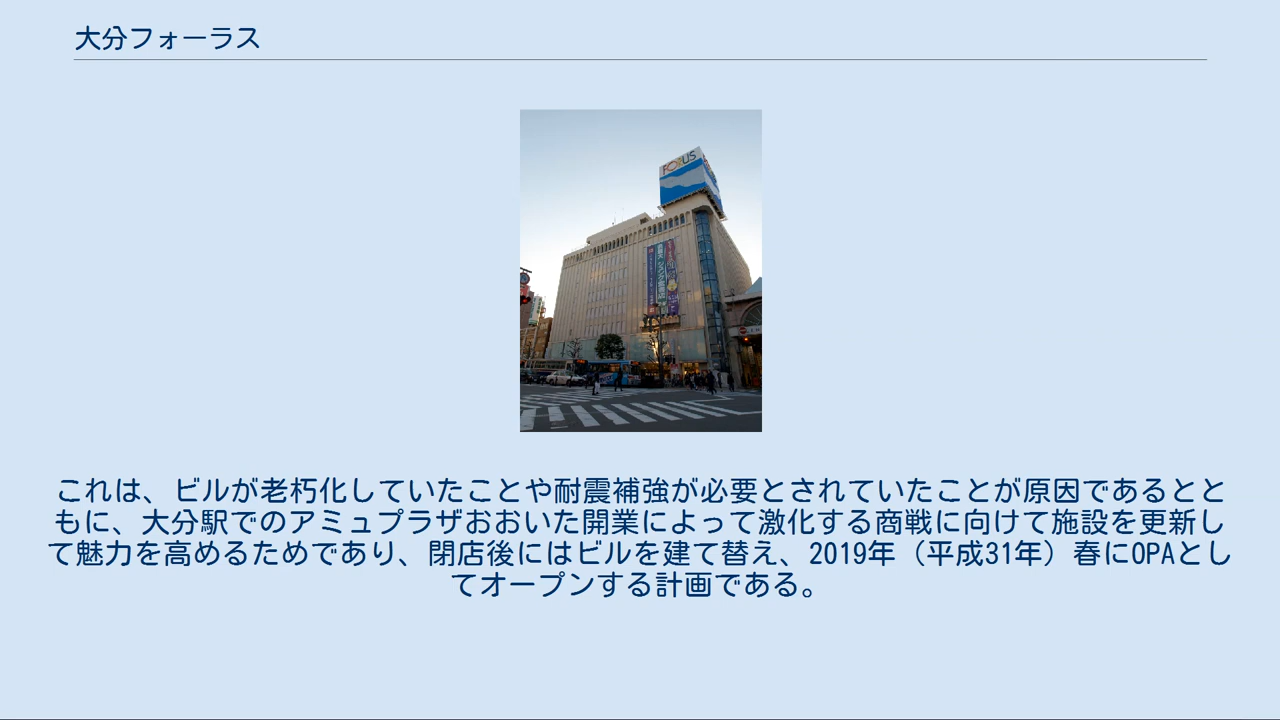 大分フォーラス
FORUS
これは、ビルが老朽化していたことや耐震補強が必要とされていたことが原因であるとと
もに、大分駅でのアミュプラザおおいた開業によって激化する商戦に向けて施設を更新し
て魅力を高めるためであり、閉店後にはビルを建て替え、2019年（平成31年）春にOPAとし
てオープンする計画である。